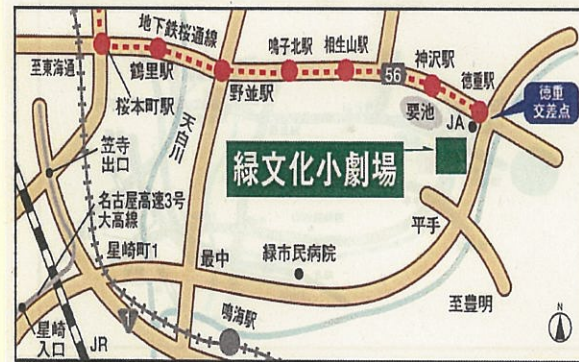 地下鉄桜通線
至東海通
鶴里駅
桜本町駅
野並駅
鳴子北駅
相生山駅
56
神沢駅
徳重駅
徳重
交差点
要池
JA
天白川
笠寺
出口
緑文化小劇場
名古屋高速3号
大高線
星崎町1
最中
緑市民病院
平手
至豊明
鳴海駅
星崎
入口
JR
1
N